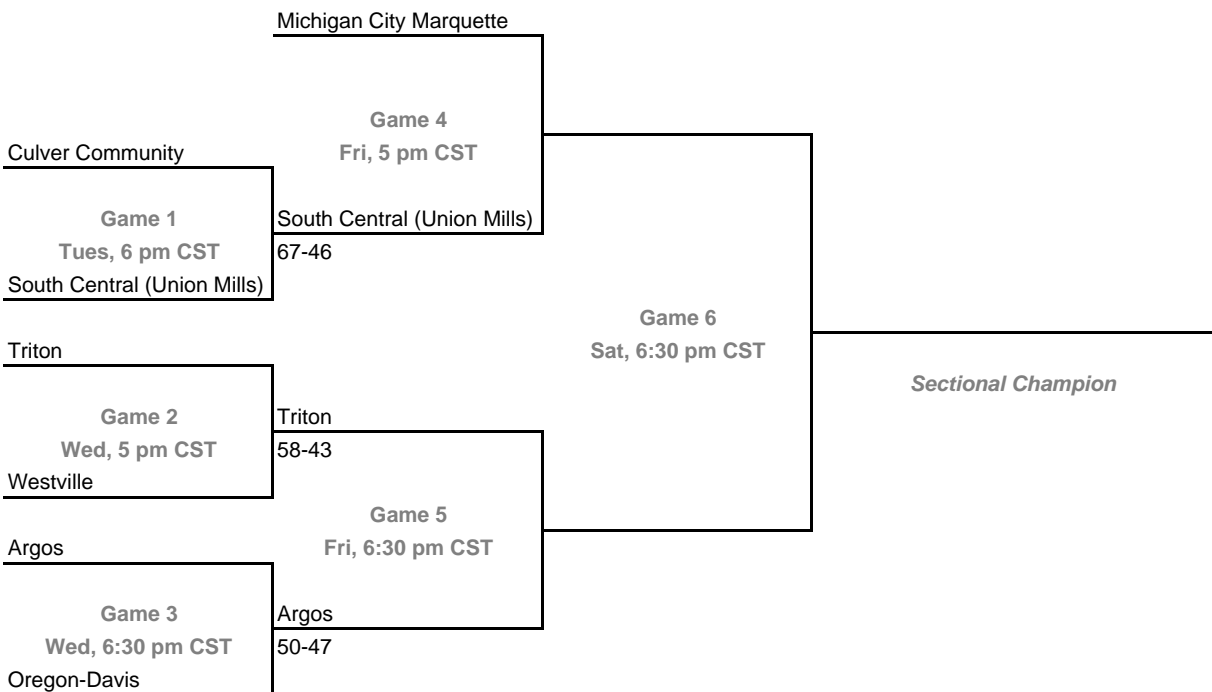 Michigan City Marquette
Game 4
Fri, 5 pm CST
Culver Community
Game 1
Tues, 6 pm CST
South Central (Union Mills)
South Central (Union Mills)
67-46
Game 6
Sat, 6:30 pm CST
Sectional Champion
Triton
Game 2
Wed, 5 pm CST
Westville
Triton
58-43
Game 5
Fri, 6:30 pm CST
Argos
Game 3
Wed, 6:30 pm CST
Oregon-Davis
Argos
50-47